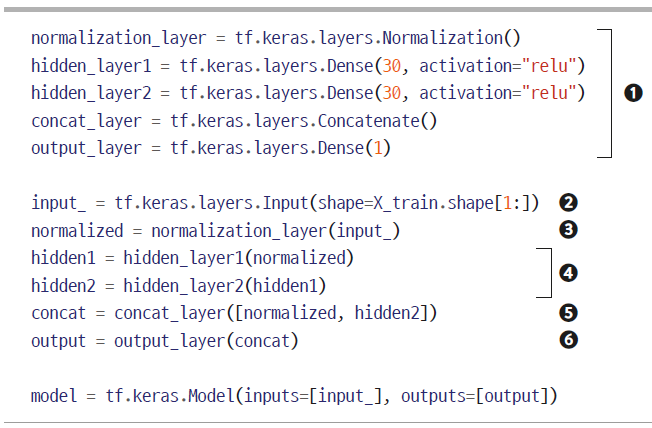 normalization_layer = tf.keras.layers.Normalization()
hidden_layer1 = tf.keras.layers.Dense(30, activation="relu")
hidden_layer2 = tf.keras.layers.Dense(30, activation="relu") ❶
concat_layer = tf.keras.layers.Concatenate()
output_layer = tf.keras.layers.Dense(1)
input_ = tf.keras.layers.Input(shape=X_train.shape[1:]) ❷
normalized = normalization_layer(input_) ❸
hidden1 = hidden_layer1(normalized) ❹
hidden2 = hidden_layer2(hidden1)
concat = concat_layer([normalized, hidden2]) ❺
output = output_layer(concat) ❻
model = tf.keras.Model(inputs=[input_], outputs=[output])